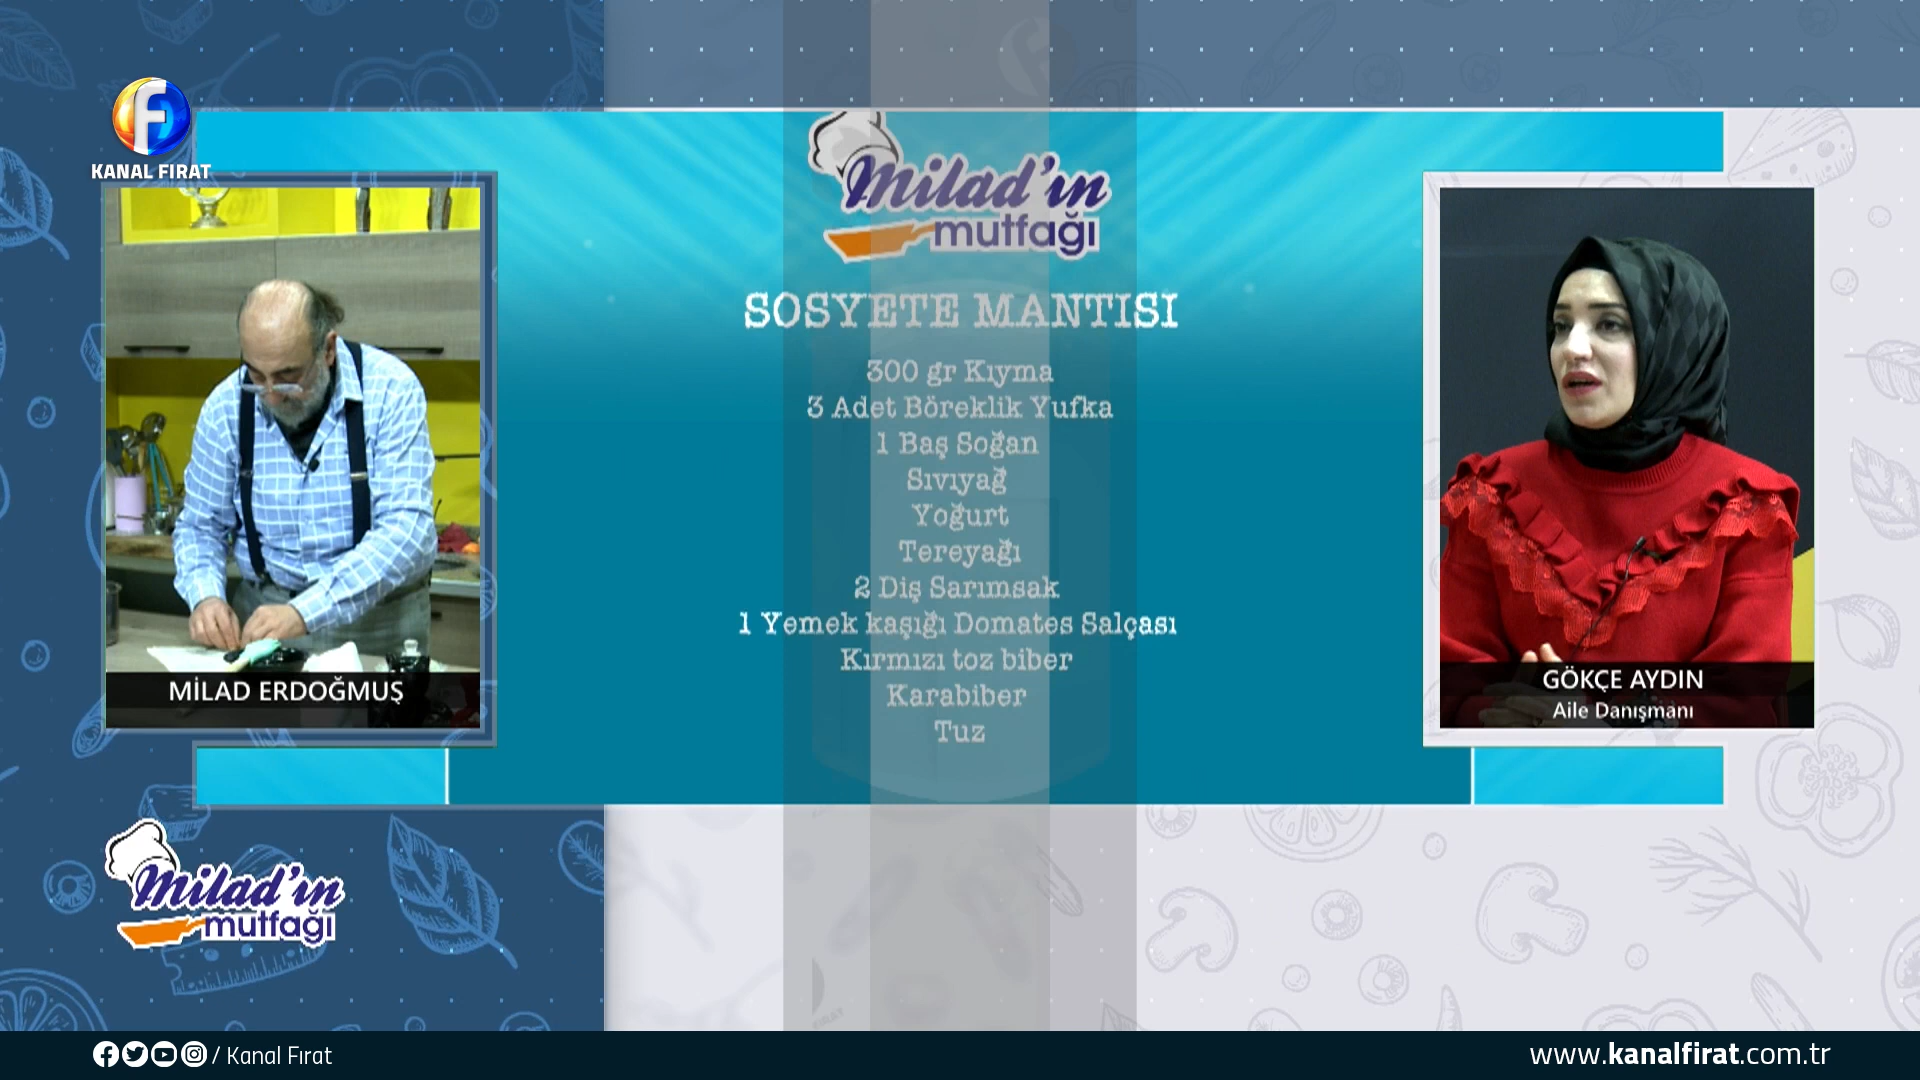 KANAL FIRAT
Milad'ın
mutfağı
SOSYETE MANTISI
300 gr Kıyma
3 Adet Böreklik Yufka
1 Baş Soğan
Sıvıyağ
Yoğurt
Tereyağı
2 Diş Sarımsak
1 Yemek kaşığı Domates Salçası
Kırmızı toz biber
Karabiber
Tuz
MİLAD ERDOĞMUŞ
GÖKÇE AYDIN
Aile Danışmanı
Milad'ın
mutfağı
/ Kanal Fırat
www.kanalfirat.com.tr